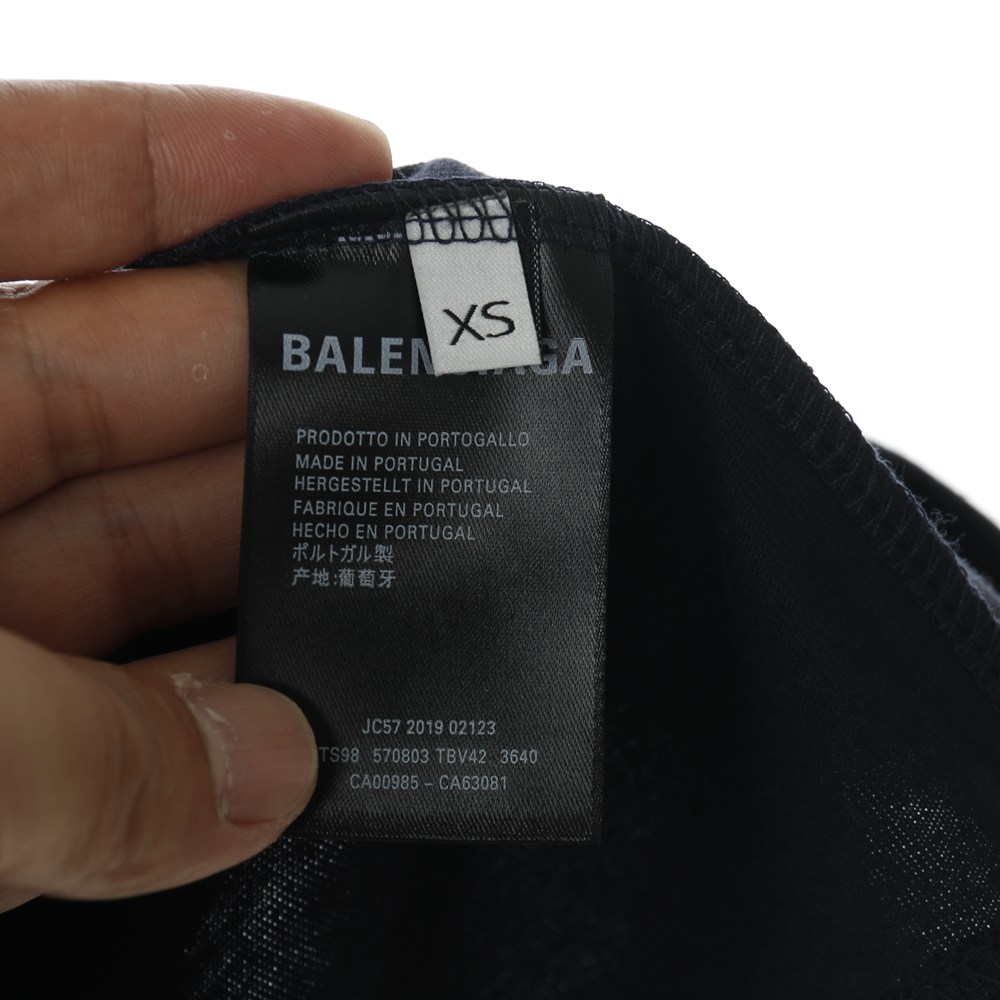 XS
BALEN IAGA
PRODOTTO IN PORTOGALLO
MADE IN PORTUGAL
HERGESTELLT IN PORTUGAL
FABRIQUE EN PORTUGAL
HECHO EN PORTUGAL
ポルトガル製
产地:葡萄牙
JC57 2019 02123
TS98 570803 TBV42 3640
CA00985 – CA63081